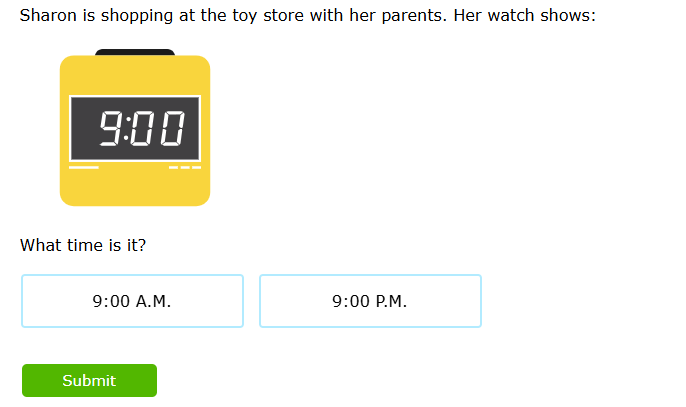 Sharon is shopping at the toy store with her parents. Her watch shows:
9:00
What time is it?
9:00 A.M.
9:00 P.M.
Submit